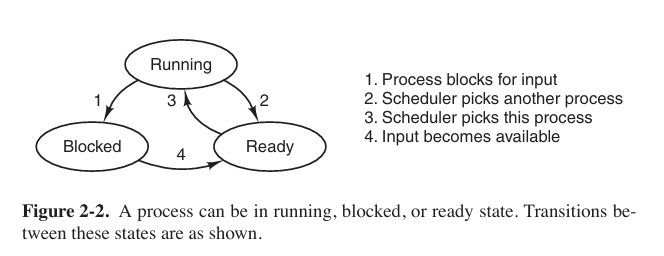 Running
1
3
2
Blocked
4
Ready
1. Process blocks for input
2. Scheduler picks another process
3. Scheduler picks this process
4. Input becomes available
Figure 2-2. A process can be in running, blocked, or ready state. Transitions be-
tween these states are as shown.